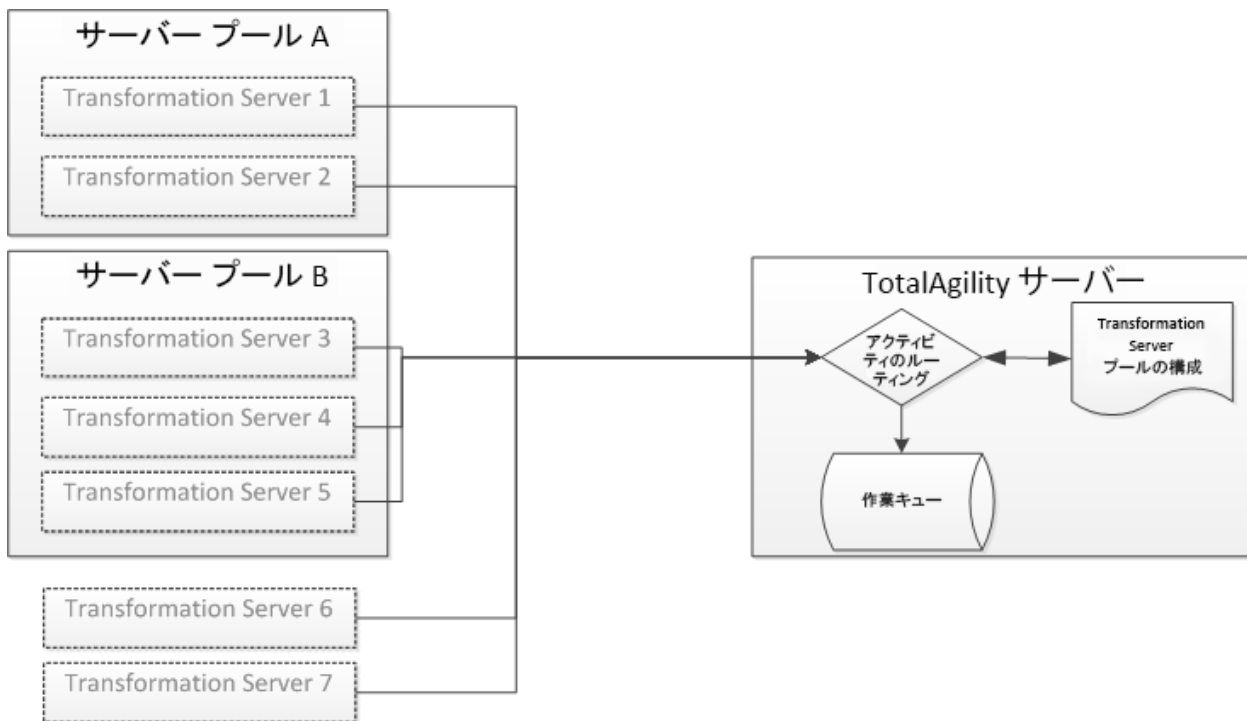 サーバー プール A
Transformation Server 1
Transformation Server 2
サーバー プール B
Transformation Server 3
Transformation Server 4
Transformation Server 5
Transformation Server 6
Transformation Server 7
TotalAgility サーバー
アクティビ
ティのルー
ティング
Transformation
Server
プールの構成
作業キュー